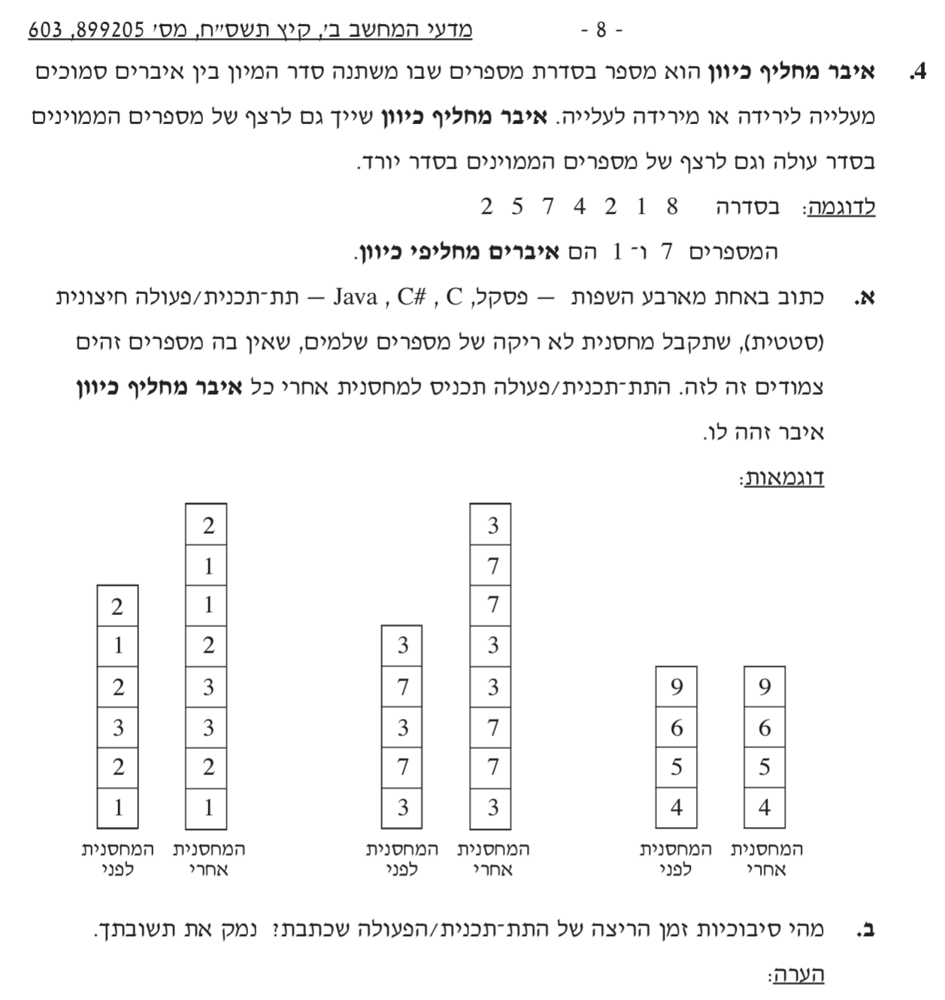 מדעי המחשב ב', קיץ תשס"ח, מס' 899205, 603 - 8 -
4. איבר מחליף כיוון הוא מספר בסדרת מספרים שבו משתנה סדר המיון בין איברים סמוכים
מעלייה לירידה או מירידה לעלייה. איבר מחליף כיוון שייך גם לרצף של מספרים הממוינים
בסדר עולה וגם לרצף של מספרים הממוינים בסדר יורד.
לדוגמה: בסדרה 2 5 7 4 2 1 8
המספרים 7 ו־1 הם איברים מחליפי כיוון.
א. כתוב באחת מארבע השפות — פסקל, Java , C# , C — תת־תכנית/פעולה חיצונית
(סטטית), שתקבל מחסנית לא ריקה של מספרים שלמים, שאין בה מספרים זהים
צמודים זה לזה. התת־תכנית/פעולה תכניס למחסנית אחרי כל איבר מחליף כיוון
איבר זהה לו.
דוגמאות:
2
1
2
3
2
1
המחסנית
לפני
2
1
1
2
3
3
2
1
המחסנית
אחרי
3
7
3
7
3
המחסנית
לפני
3
7
7
3
3
7
7
3
המחסנית
אחרי
9
6
5
4
המחסנית
לפני
9
6
5
4
המחסנית
אחרי
ב. מהי סיבוכיות זמן הריצה של התת־תכנית/הפעולה שכתבת? נמק את תשובתך.
הערה: